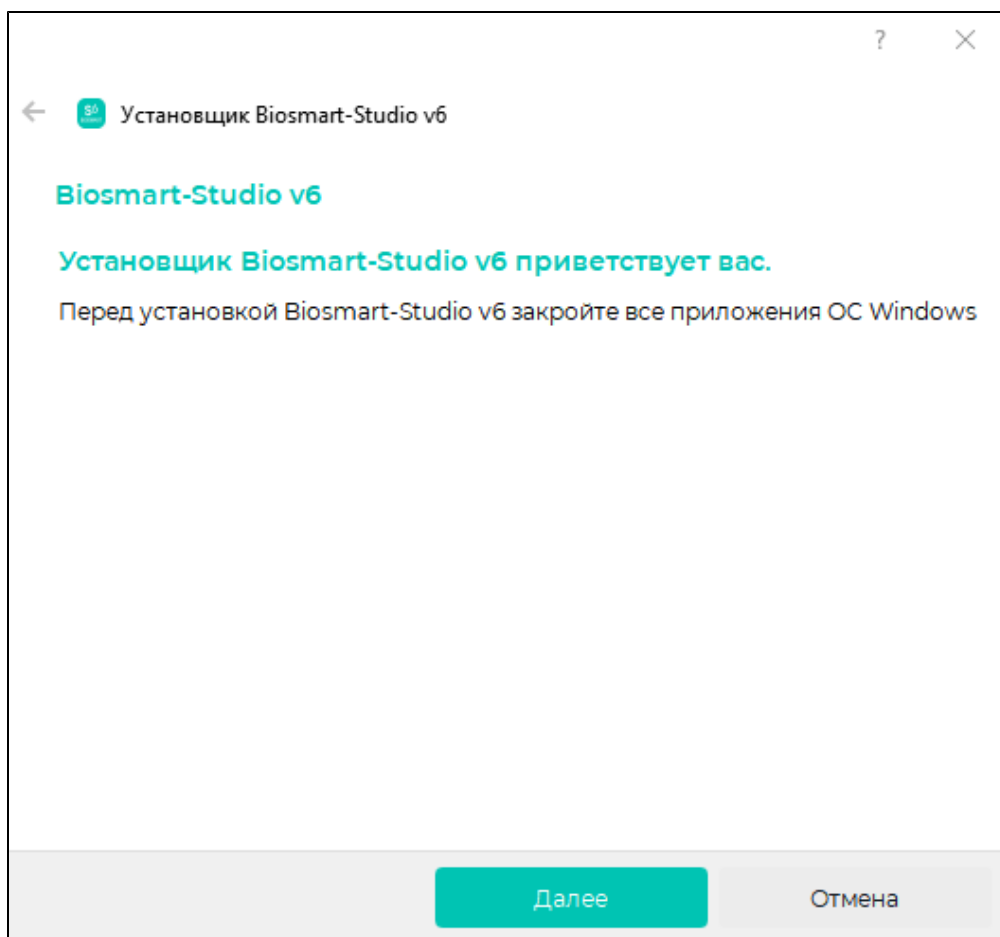 ?
Установщик Biosmart-Studio v6
Biosmart-Studio v6
Установщик Biosmart-Studio v6 приветствует вас.
Перед установкой Biosmart-Studio v6 закройте все приложения ОС Windows
Далее
Отмена